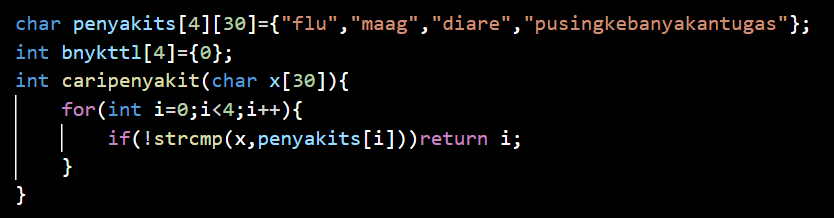 char penyakits[4][30]={"flu","maag","diare","pusingkebanyakantugas"};
int bnykttl[4]={0};
int caripenyakit(char x[30]){
    for(int i=0;i<4;i++){
        if(!strcmp(x,penyakits[i]))return i;
    }
}